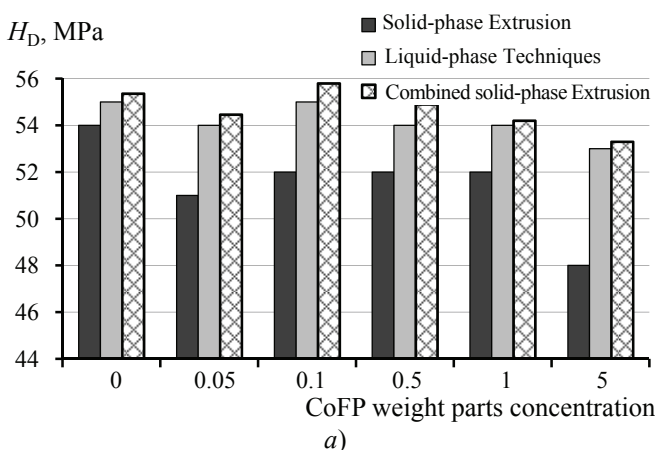 H_D, MPa
Solid-phase Extrusion
Liquid-phase Techniques
Combined solid-phase Extrusion
56
54
52
50
48
46
44
0 0.05 0.1 0.5 1 5
CoFP weight parts concentration
a)